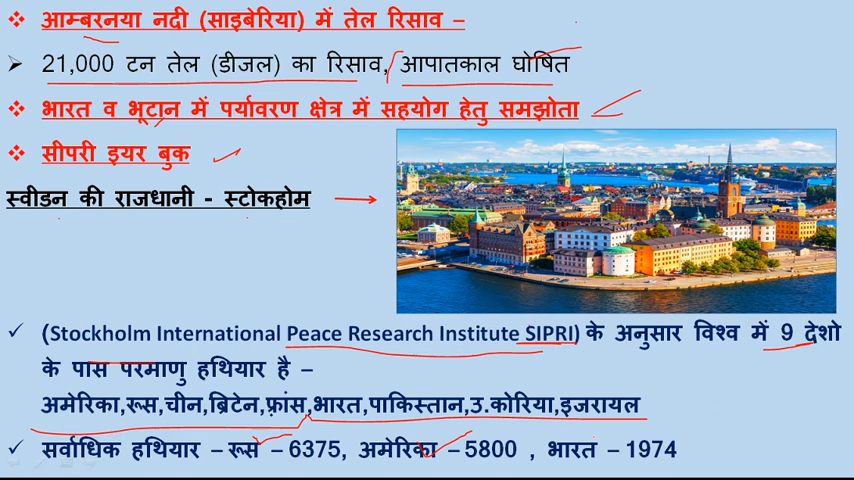 ❖ आम्बरनया नदी (साइबेरिया) में तेल रिसाव –
➢ 21,000 टन तेल (डीजल) का रिसाव, आपातकाल घोषित
❖ भारत व भूटान में पर्यावरण क्षेत्र में सहयोग हेतु समझोता
❖ सीपरी इयर बुक
स्वीडन की राजधानी - स्टोकहोम
✓ (Stockholm International Peace Research Institute SIPRI) के अनुसार विश्व में 9 देशो
के पास परमाणु हथियार है –
अमेरिका,रूस,चीन,ब्रिटेन,फ़्रांस,भारत,पाकिस्तान,उ.कोरिया,इजरायल
✓ सर्वाधिक हथियार – रूस – 6375, अमेरिका – 5800 , भारत – 1974